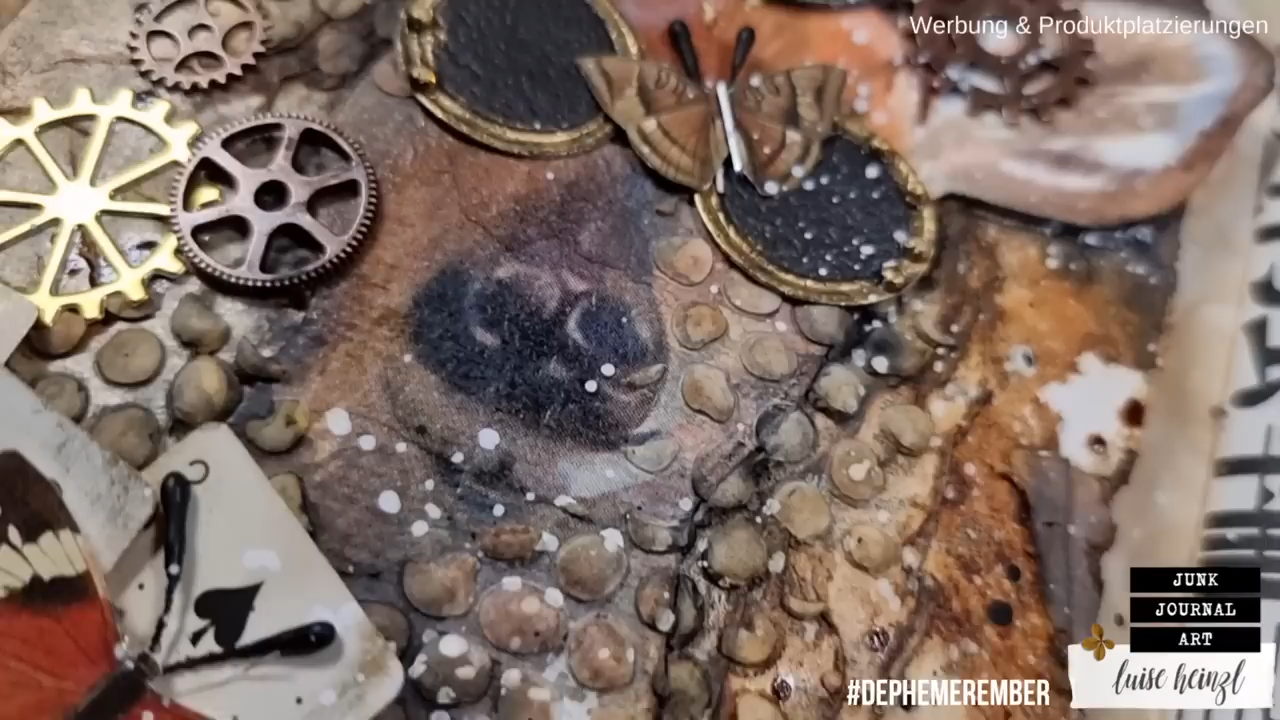 Werbung & Produktplatzierungen
JUNK
JOURNAL
ART
luise heinzl
#DEPHEMEREMBER